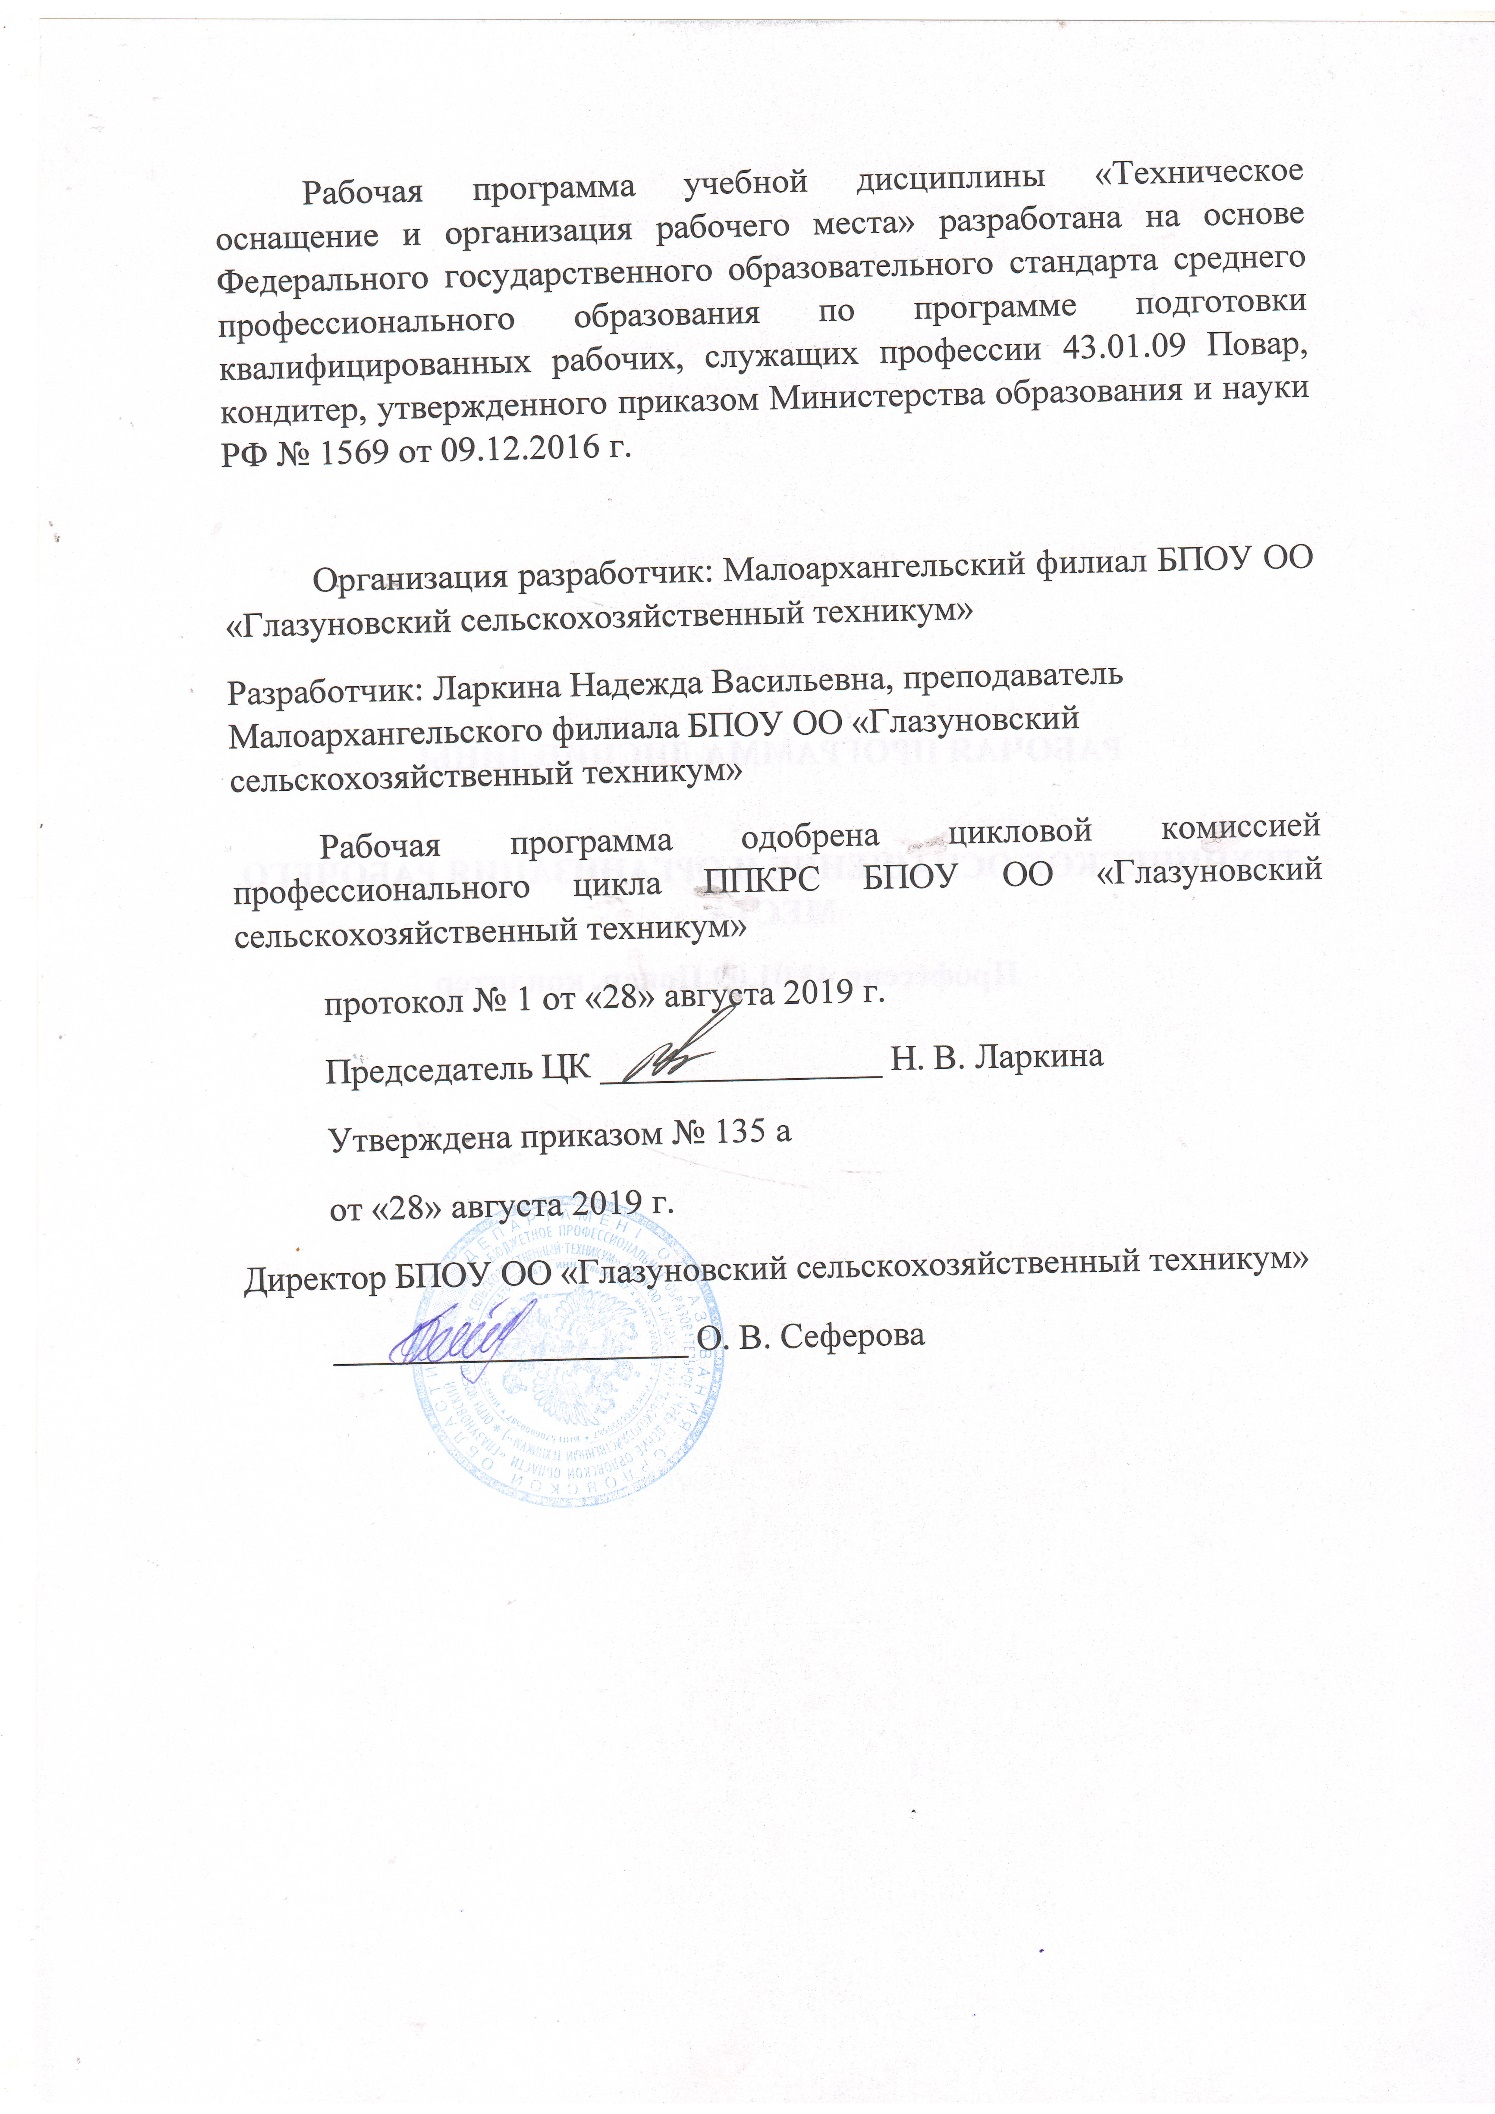 Рабочая программа учебной дисциплины «Техническое
оснащение и организация рабочего места» разработана на основе
Федерального государственного образовательного стандарта среднего
профессионального образования по программе подготовки
квалифицированных рабочих, служащих профессии 43.01.09 Повар,
кондитер, утвержденного приказом Министерства образования и науки
РФ № 1569 от 09.12.2016 г.
Организация разработчик: Малоархангельский филиал БПОУ ОО
«Глазуновский сельскохозяйственный техникум»
Разработчик: Ларкина Надежда Васильевна, преподаватель
Малоархангельского филиала БПОУ ОО «Глазуновский
сельскохозяйственный техникум»
Рабочая программа одобрена цикловой комиссией
профессионального цикла ППКРС БПОУ ОО «Глазуновский
сельскохозяйственный техникум»
протокол № 1 от «28» августа 2019 г.
Председатель ЦК Н. В. Ларкина
Утверждена приказом № 135 а
от «28» августа 2019 г.
Директор БПОУ ОО «Глазуновский сельскохозяйственный техникум»
О. В. Сеферова
ДЕПАРТАМЕНТ ОБРАЗОВАНИЯ ОРЛОВСКОЙ ОБЛАСТИ